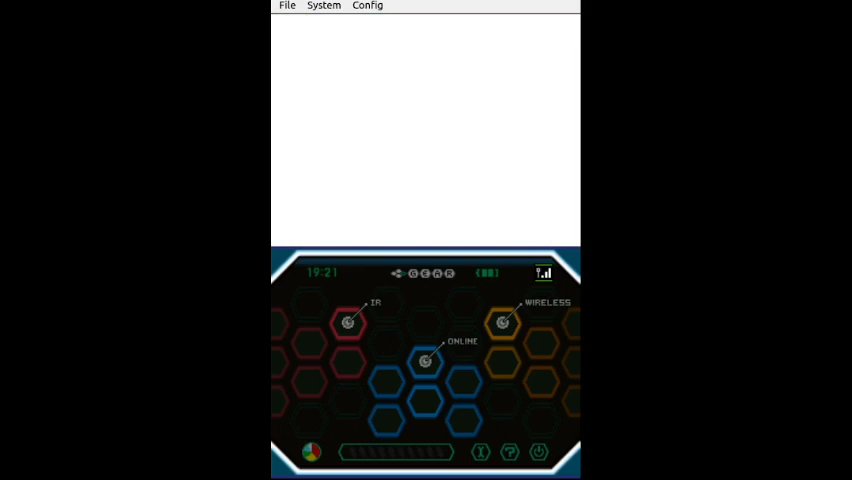 File System Config
19:21 GEAR
IR WIRELESS
ONLINE
?